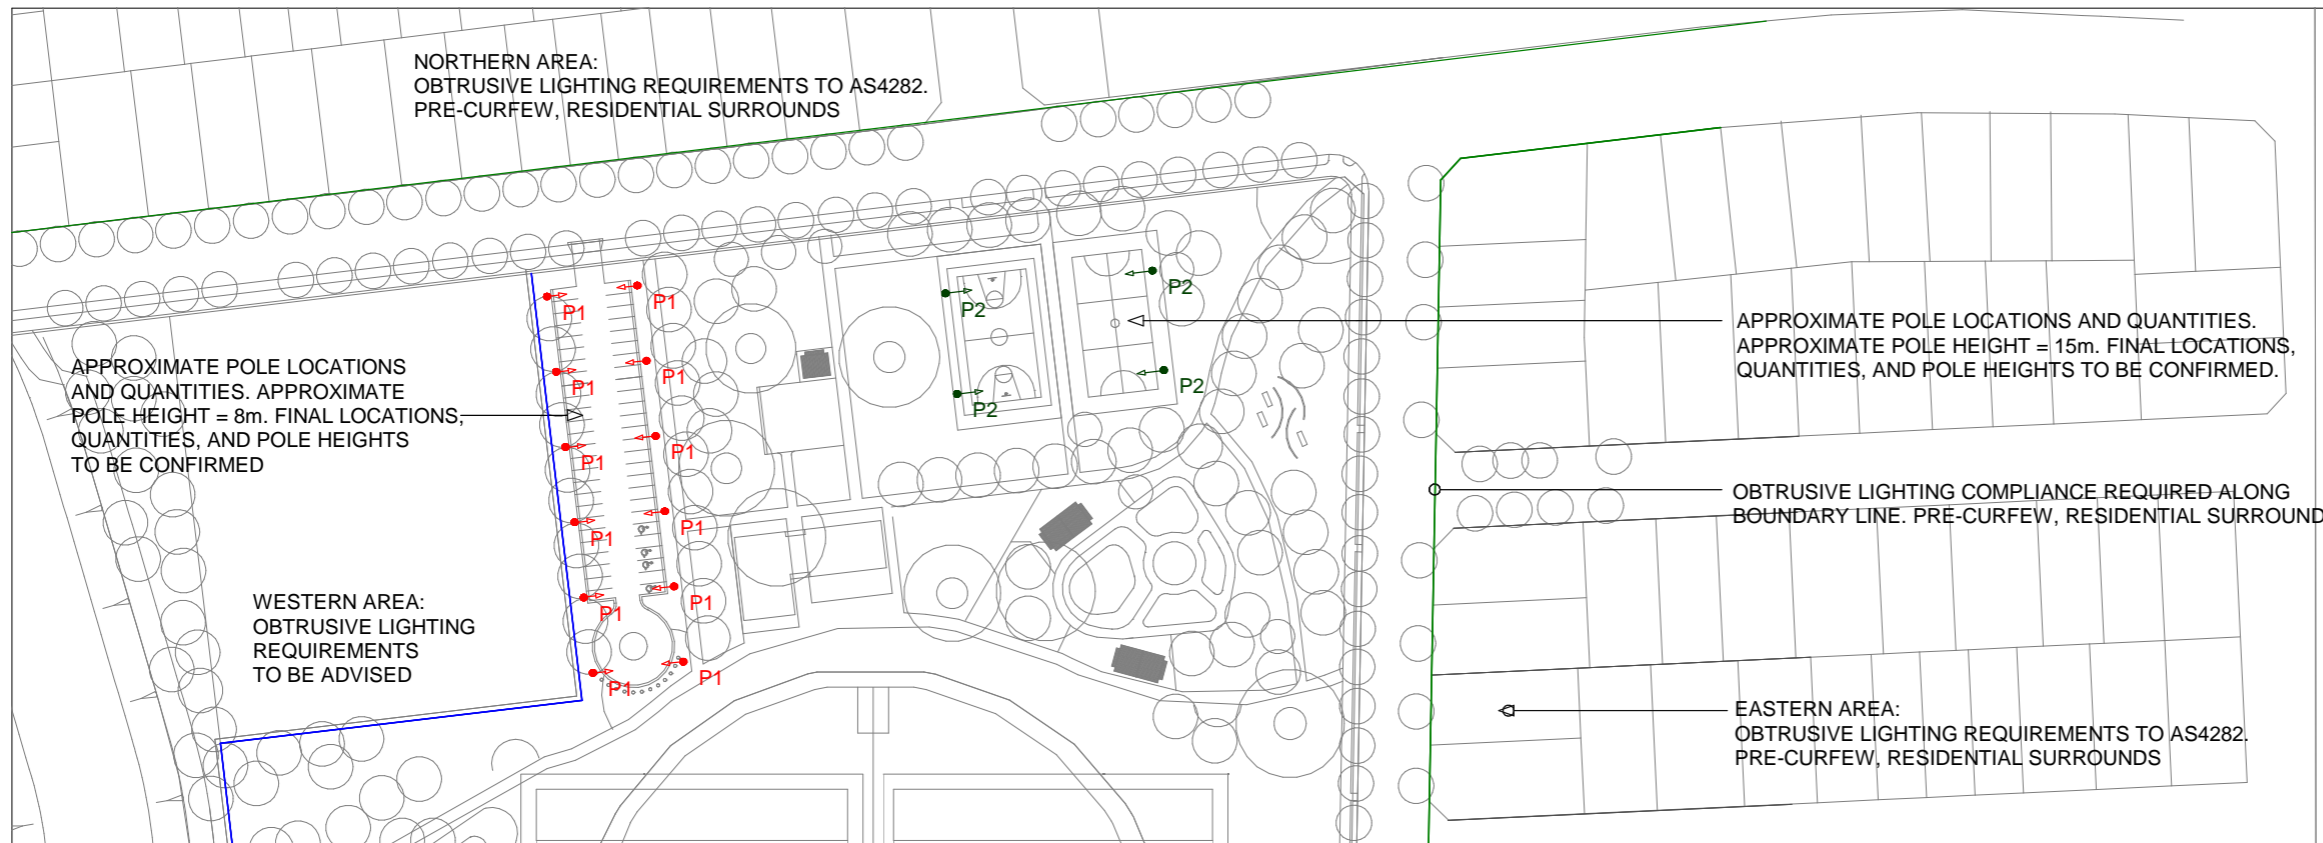 NORTHERN AREA:
OBTRUSIVE LIGHTING REQUIREMENTS TO AS4282.
PRE-CURFEW, RESIDENTIAL SURROUNDS
P1
P1
P2
P2
APPROXIMATE POLE LOCATIONS AND QUANTITIES.
APPROXIMATE POLE HEIGHT = 15m. FINAL LOCATIONS,
QUANTITIES, AND POLE HEIGHTS TO BE CONFIRMED.
APPROXIMATE POLE LOCATIONS
AND QUANTITIES. APPROXIMATE
POLE HEIGHT = 8m. FINAL LOCATIONS,
QUANTITIES, AND POLE HEIGHTS
TO BE CONFIRMED
P1
P1
P2
P2
P1
P1
P1
P1
OBTRUSIVE LIGHTING COMPLIANCE REQUIRED ALONG
BOUNDARY LINE. PRE-CURFEW, RESIDENTIAL SURROUND
WESTERN AREA:
OBTRUSIVE LIGHTING
REQUIREMENTS
TO BE ADVISED
P1
P1
P1
P1
EASTERN AREA:
OBTRUSIVE LIGHTING REQUIREMENTS TO AS4282.
PRE-CURFEW, RESIDENTIAL SURROUNDS